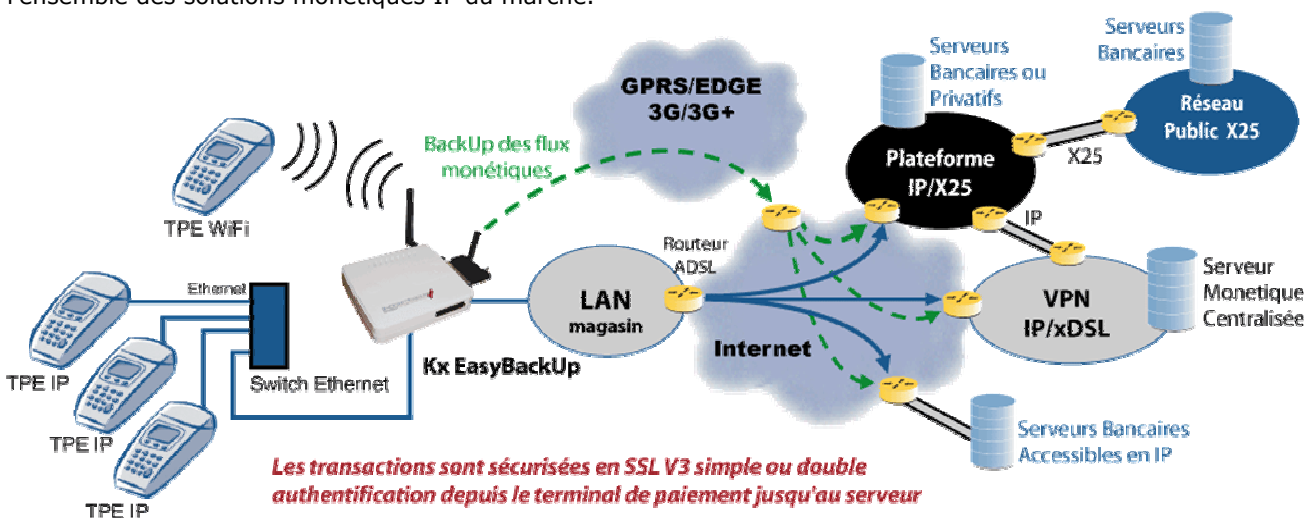 l'ensemble des solutions monétiques IP du marché.
Serveurs
Bancaires
Serveurs
Bancaires ou
Privatifs
GPRS/EDGE
3G/3G+
Réseau
Public X25
BackUp des flux
monétiques
X25
Plateforme
IP/X25
TPE WiFi
IP
Routeur
ADSL
Ethernet
LAN
magasin
VPN
IP/xDSL
Serveur
Monetique
Centralisée
Internet
Kx EasyBackUp
TPE IP
Switch Ethernet
TPE IP
Serveurs Bancaires
Accessibles en IP
Les transactions sont sécurisées en SSL V3 simple ou double
authentification depuis le terminal de paiement jusqu'au serveur
TPE IP